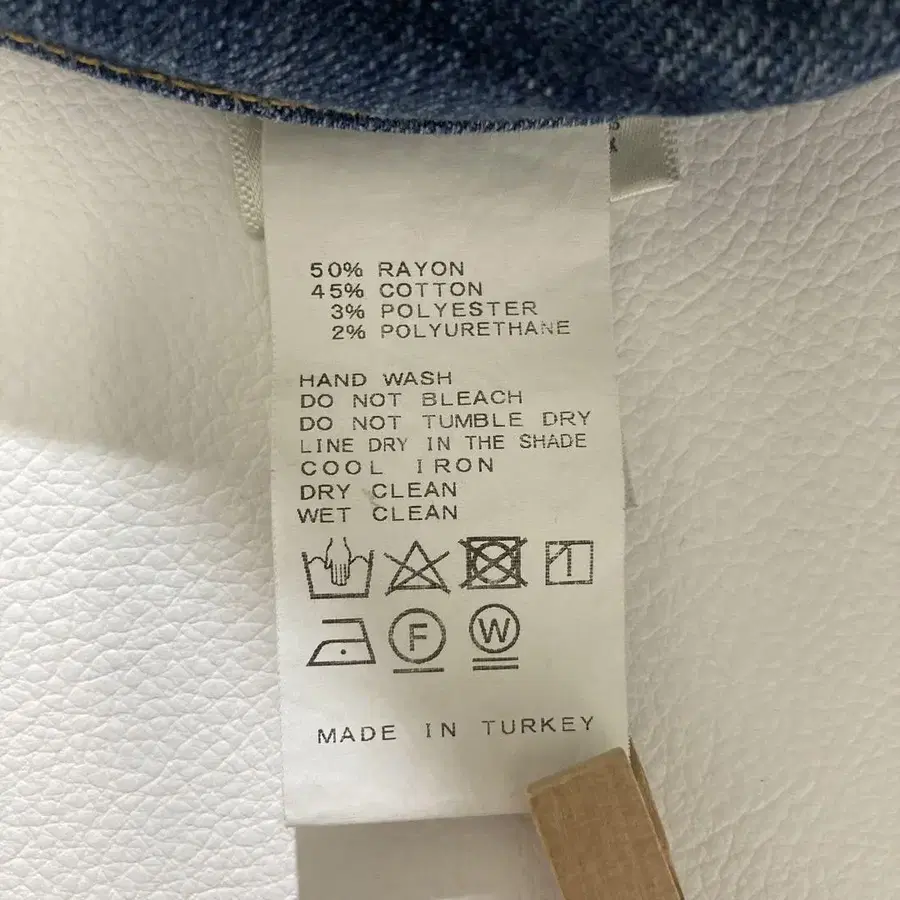 50% RAYON
45% COTTON
3% POLYESTER
2% POLYURETHANE
HAND WASH
DO NOT BLEACH
DO NOT TUMBLE DRY
LINE DRY IN THE SHADE
COOL IRON
DRY CLEAN
WET CLEAN
F W
MADE IN TURKEY